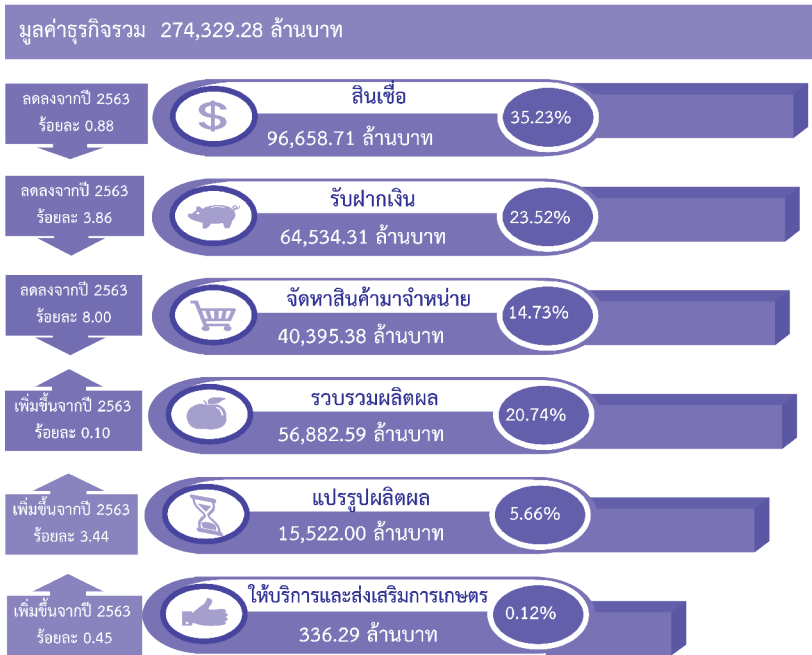 มูลค่าธุรกิจรวม 274,329.28 ล้านบาท
ลดลงจากปี 2563
ร้อยละ 0.88
สินเชื่อ
96,658.71 ล้านบาท
35.23%
ลดลงจากปี 2563
ร้อยละ 3.86
รับฝากเงิน
64,534.31 ล้านบาท
23.52%
ลดลงจากปี 2563
ร้อยละ 8.00
จัดหาสินค้ามาจำหน่าย
40,395.38 ล้านบาท
14.73%
เพิ่มขึ้นจากปี 2563
ร้อยละ 0.10
รวบรวมผลิตผล
56,882.59 ล้านบาท
20.74%
เพิ่มขึ้นจากปี 2563
ร้อยละ 3.44
แปรรูปผลิตผล
15,522.00 ล้านบาท
5.66%
เพิ่มขึ้นจากปี 2563
ร้อยละ 0.45
ให้บริการและส่งเสริมการเกษตร
336.29 ล้านบาท
0.12%